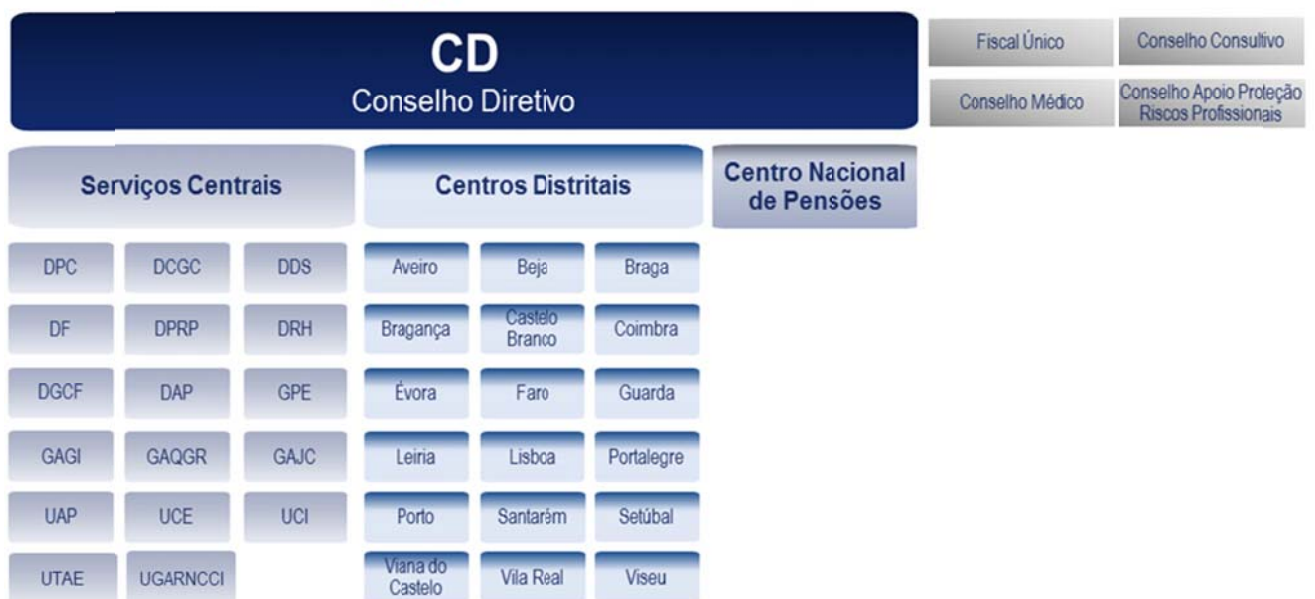 CD
Conselho Diretivo
Fiscal Único
Conselho Consultivo
Conselho Médico
Conselho Apoio Proteção
Riscos Profissionais
Serviços Centrais
Centros Distritais
Centro Nacional
de Pensões
DPC
DCGC
DDS
Aveiro
Beja
Braga
DF
DPRP
DRH
Bragança
Castelo
Branco
Coimbra
DGCF
DAP
GPE
Évora
Faro
Guarda
GAGI
GAQGR
GAJC
Leiria
Lisboa
Portalegre
UAP
UCE
UCI
Porto
Santarém
Setúbal
UTAE
UGARNCCI
Viana do
Castelo
Vila Real
Viseu